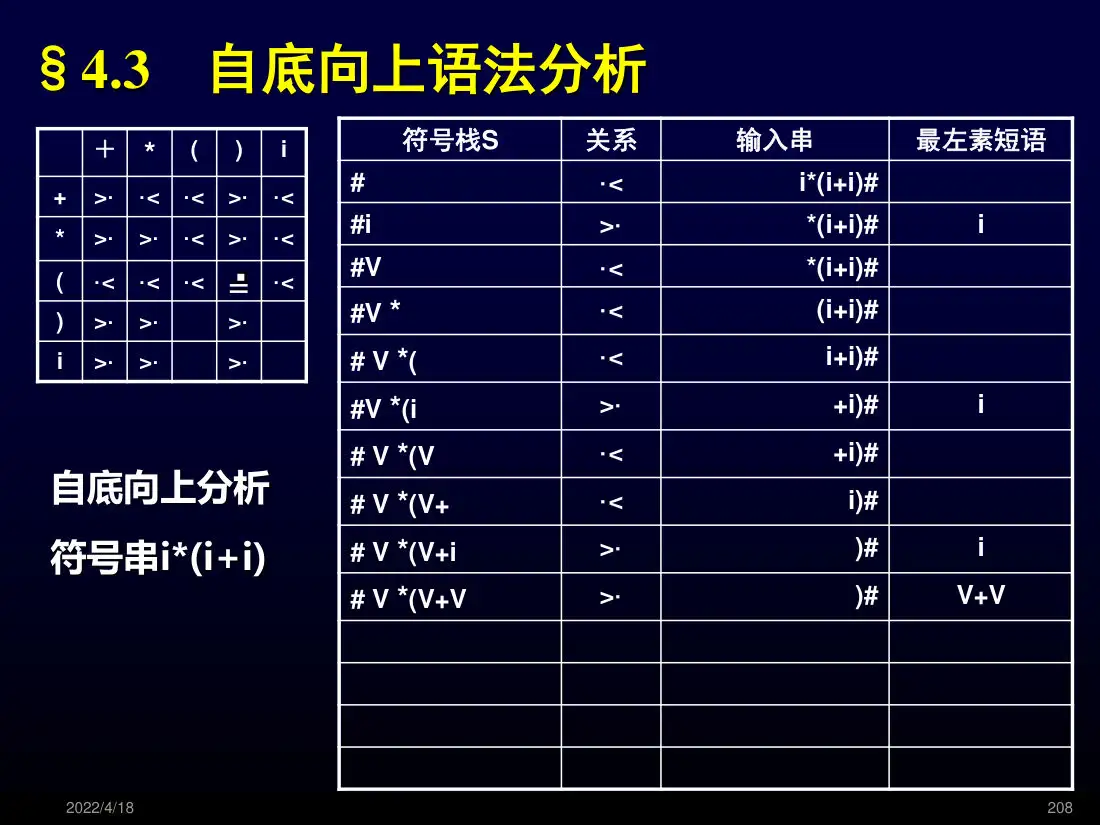 §4.3 自底向上语法分析
＋ * ( ) i
+ >· ·< ·< >· ·<
* >· >· ·< >· ·<
( ·< ·< ·< ≐ ·<
) >· >· >·
i >· >· >·
自底向上分析
符号串i*(i+i)
符号栈S 关系 输入串 最左素短语
# ·< i*(i+i)#
#i >· *(i+i)# i
#V ·< *(i+i)#
#V * ·< (i+i)#
# V *( ·< i+i)#
#V *(i >· +i)# i
# V *(V ·< +i)#
# V *(V+ ·< i)#
# V *(V+i >· )# i
# V *(V+V >· )# V+V
2022/4/18
208